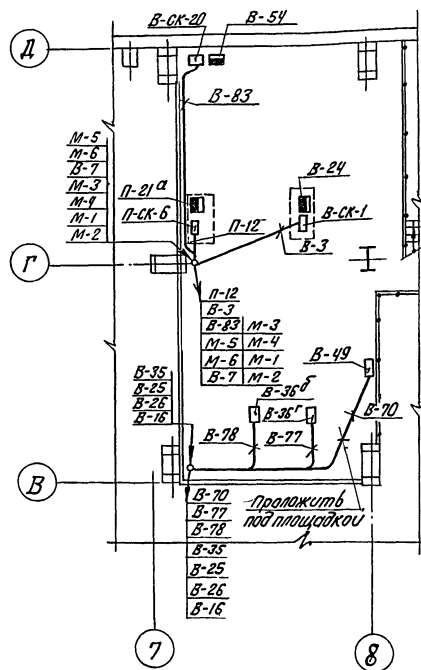 В-СК-20
В-54
Д
В-83
М-5
М-6
В-7
М-3
М-4
М-1
М-2
П-21а
П-СК-6
П-12
В-24
В-СК-1
В-3
Г
П-12
В-3
В-83 М-3
М-5 М-4
М-6 М-1
В-7 М-2
В-49
В-35
В-25
В-26
В-16
В-36б
В-36г
В-70
В-78
В-77
В
Проложить
под площадкой
В-70
В-77
В-78
В-35
В-25
В-26
В-16
7
8